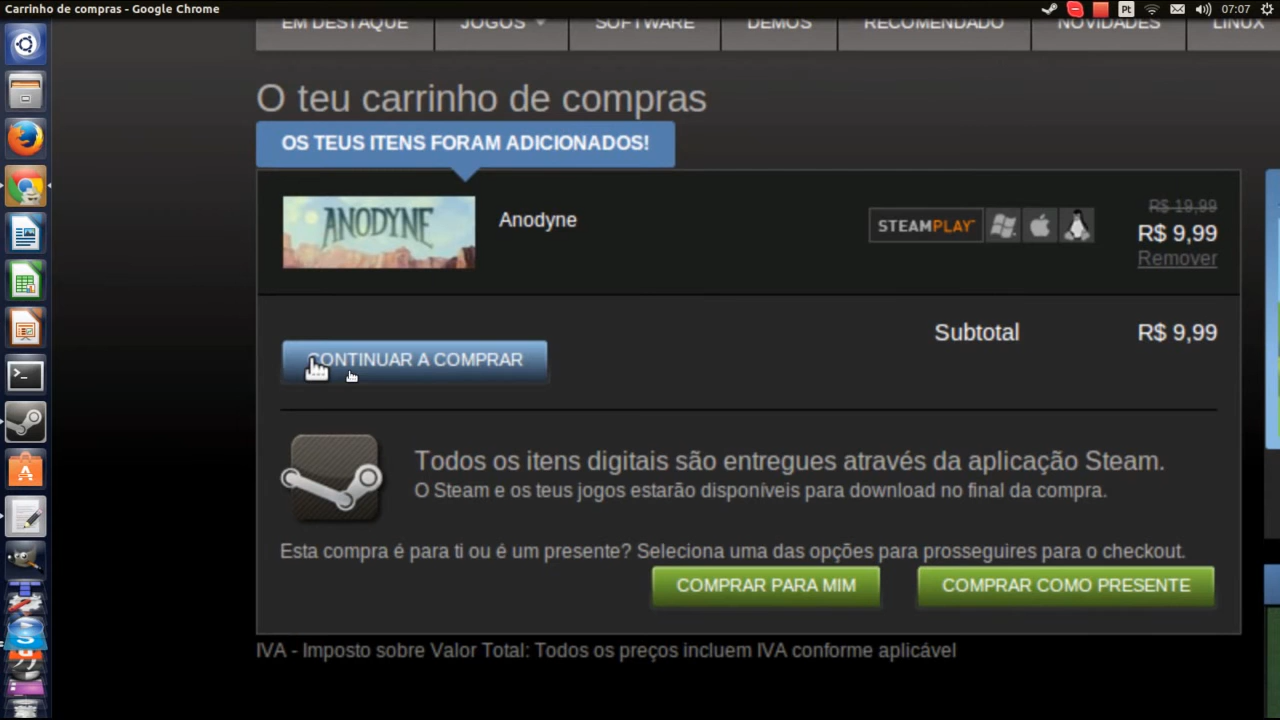 Carrinho de compras - Google Chrome
Pt
07:07
EM DESTAQUE
JOGOS
SOFTWARE
DEMOS
RECOMENDADO
NOVIDADES
LINUX
O teu carrinho de compras
OS TEUS ITENS FORAM ADICIONADOS!
ANODYNE
Anodyne
STEAMPLAY™
R$ 19,99
R$ 9,99
Remover
Subtotal
R$ 9,99
CONTINUAR A COMPRAR
Todos os itens digitais são entregues através da aplicação Steam.
O Steam e os teus jogos estarão disponíveis para download no final da compra.
Esta compra é para ti ou é um presente? Seleciona uma das opções para prosseguires para o checkout.
COMPRAR PARA MIM
COMPRAR COMO PRESENTE
IVA - Imposto sobre Valor Total: Todos os preços incluem IVA conforme aplicável